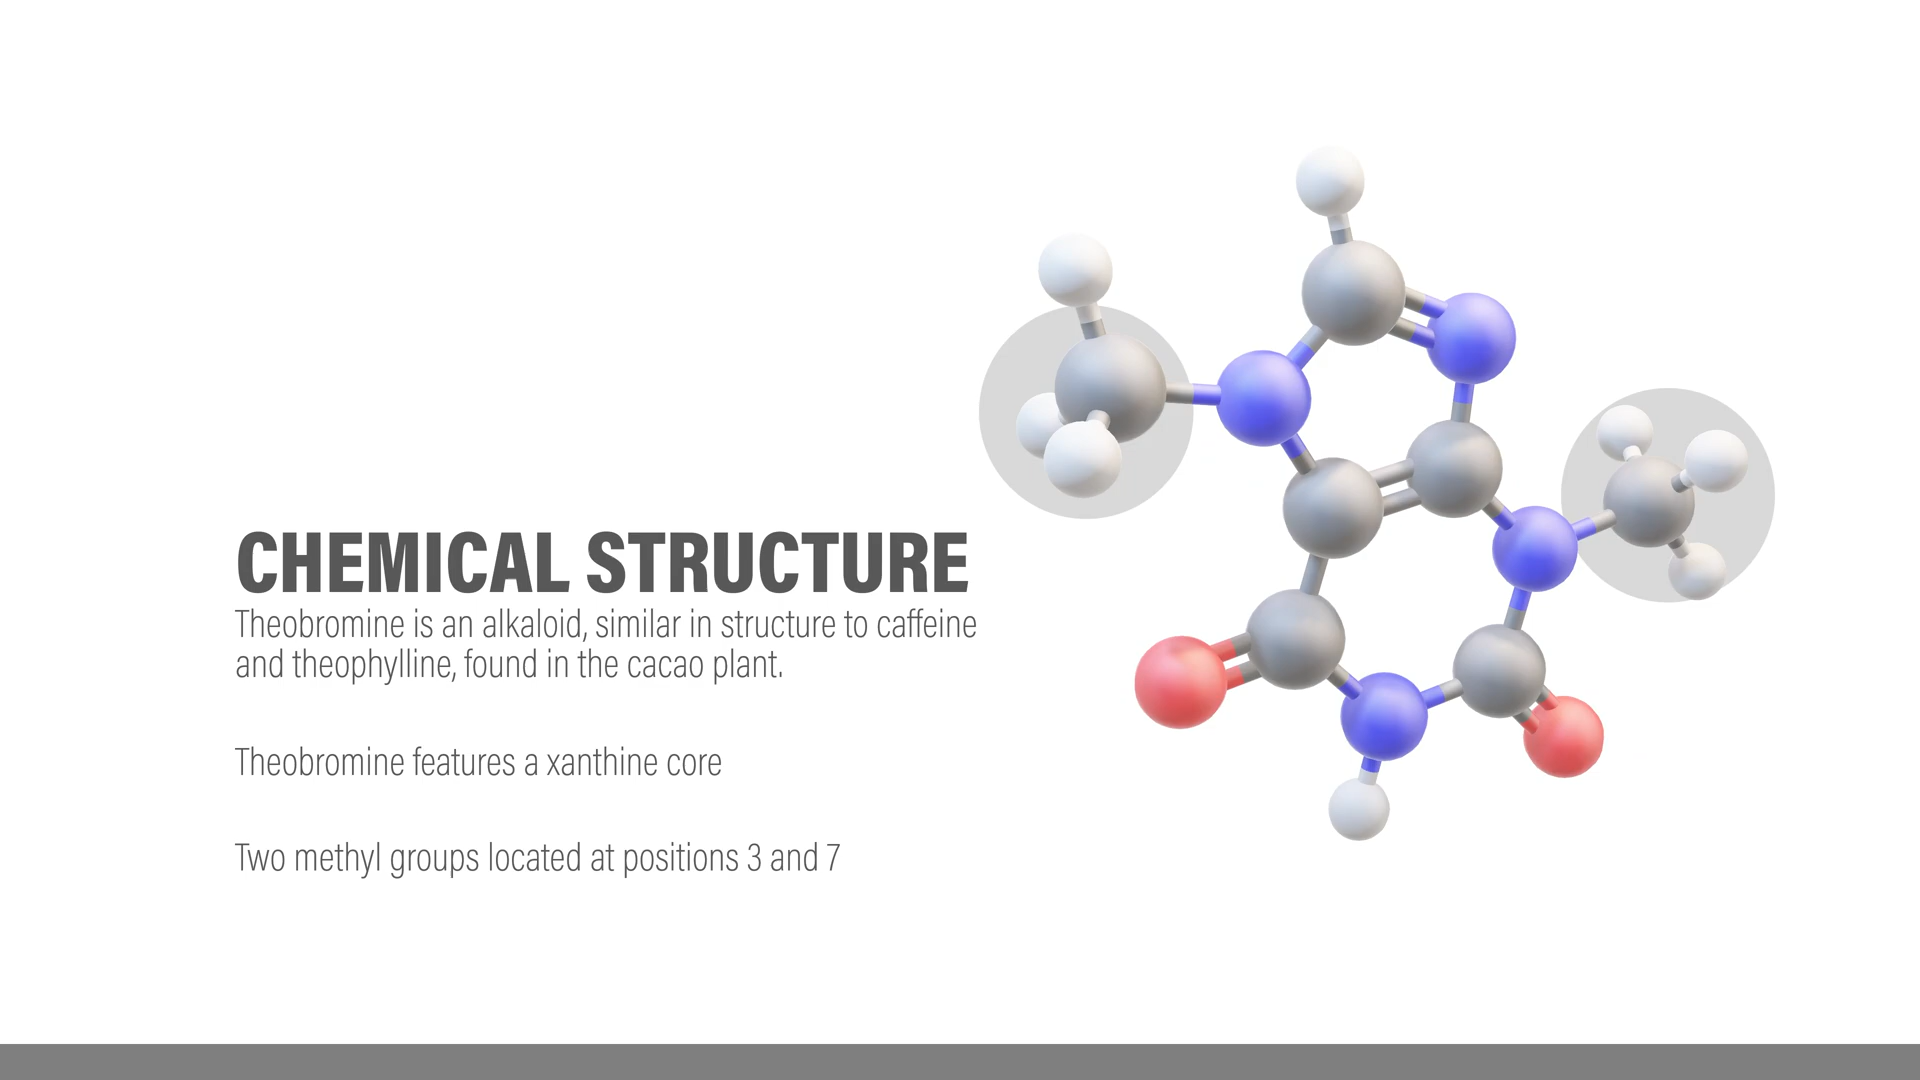 CHEMICAL STRUCTURE
Theobromine is an alkaloid, similar in structure to caffeine
and theophylline, found in the cacao plant.
Theobromine features a xanthine core
Two methyl groups located at positions 3 and 7